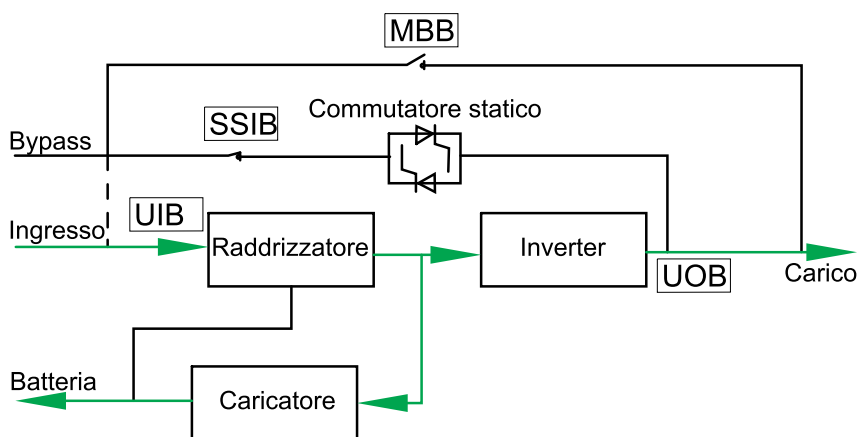 MBB
Commutatore statico
SSIB
Bypass
UIB
Ingresso
Raddrizzatore
Inverter
UOB
Carico
Batteria
Caricatore